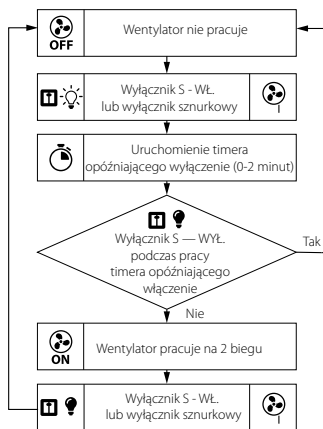 OFF
Wentylator nie pracuje
Wyłącznik S - WŁ.
lub wyłącznik sznurkowy
Uruchomienie timera
opóźniającego wyłączenie (0-2 minut)
Wyłącznik S — WYŁ.
podczas pracy
timera opóźniającego
włączenie
Tak
Nie
ON
Wentylator pracuje na 2 biegu
Wyłącznik S - WŁ.
lub wyłącznik sznurkowy